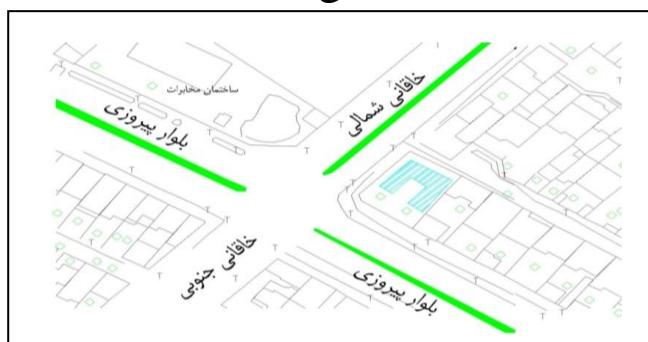 ساختمان مخابرات
خاقانی شمالی
بلوار پیروزی
خاقانی جنوبی
بلوار پیروزی